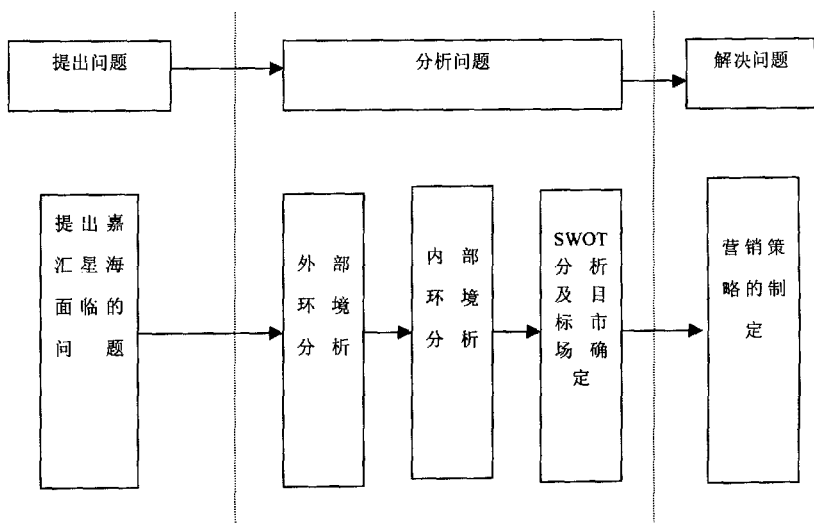 提出问题
分析问题
解决问题
提出嘉
汇星海
面临的
问题
外部
环境
分析
内部
环境
分析
SWOT
分析
及目
标市
场确
定
营销策
略的制
定